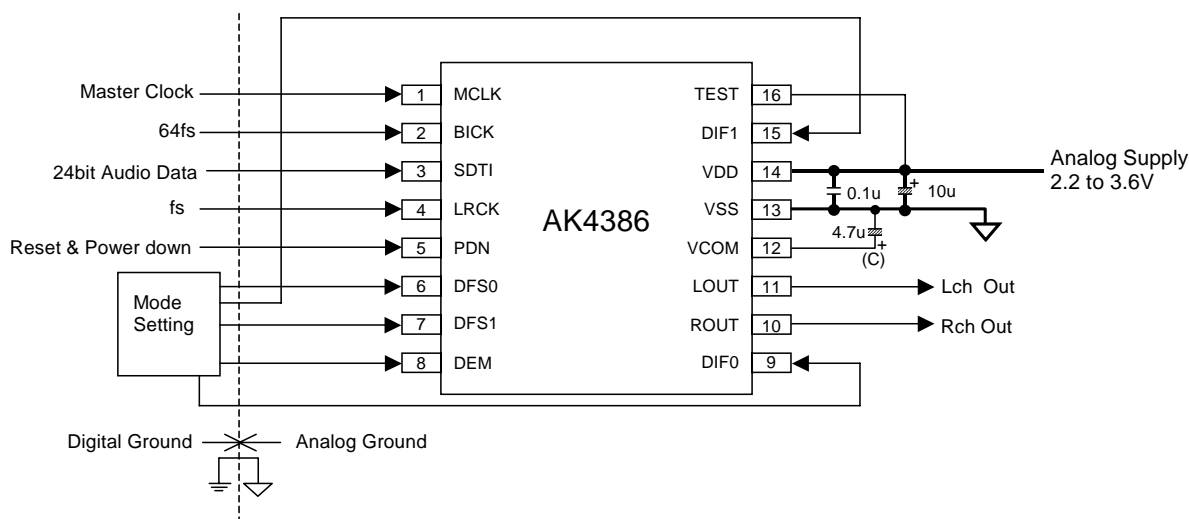 Master Clock
64fs
24bit Audio Data
fs
Reset & Power down
Mode
Setting
1 MCLK
2 BICK
3 SDTI
4 LRCK
5 PDN
6 DFS0
7 DFS1
8 DEM
AK4386
TEST 16
DIF1 15
VDD 14
VSS 13
VCOM 12
LOUT 11
ROUT 10
DIF0 9
0.1u
+
10u
4.7u
+
(C)
Analog Supply
2.2 to 3.6V
Lch Out
Rch Out
Digital Ground
Analog Ground